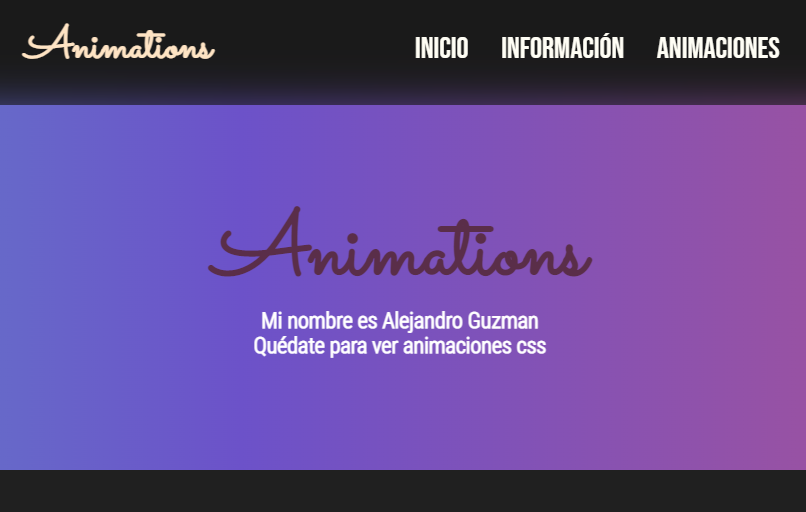 Animations
INICIO INFORMACIÓN ANIMACIONES
Animations
Mi nombre es Alejandro Guzman
Quédate para ver animaciones css